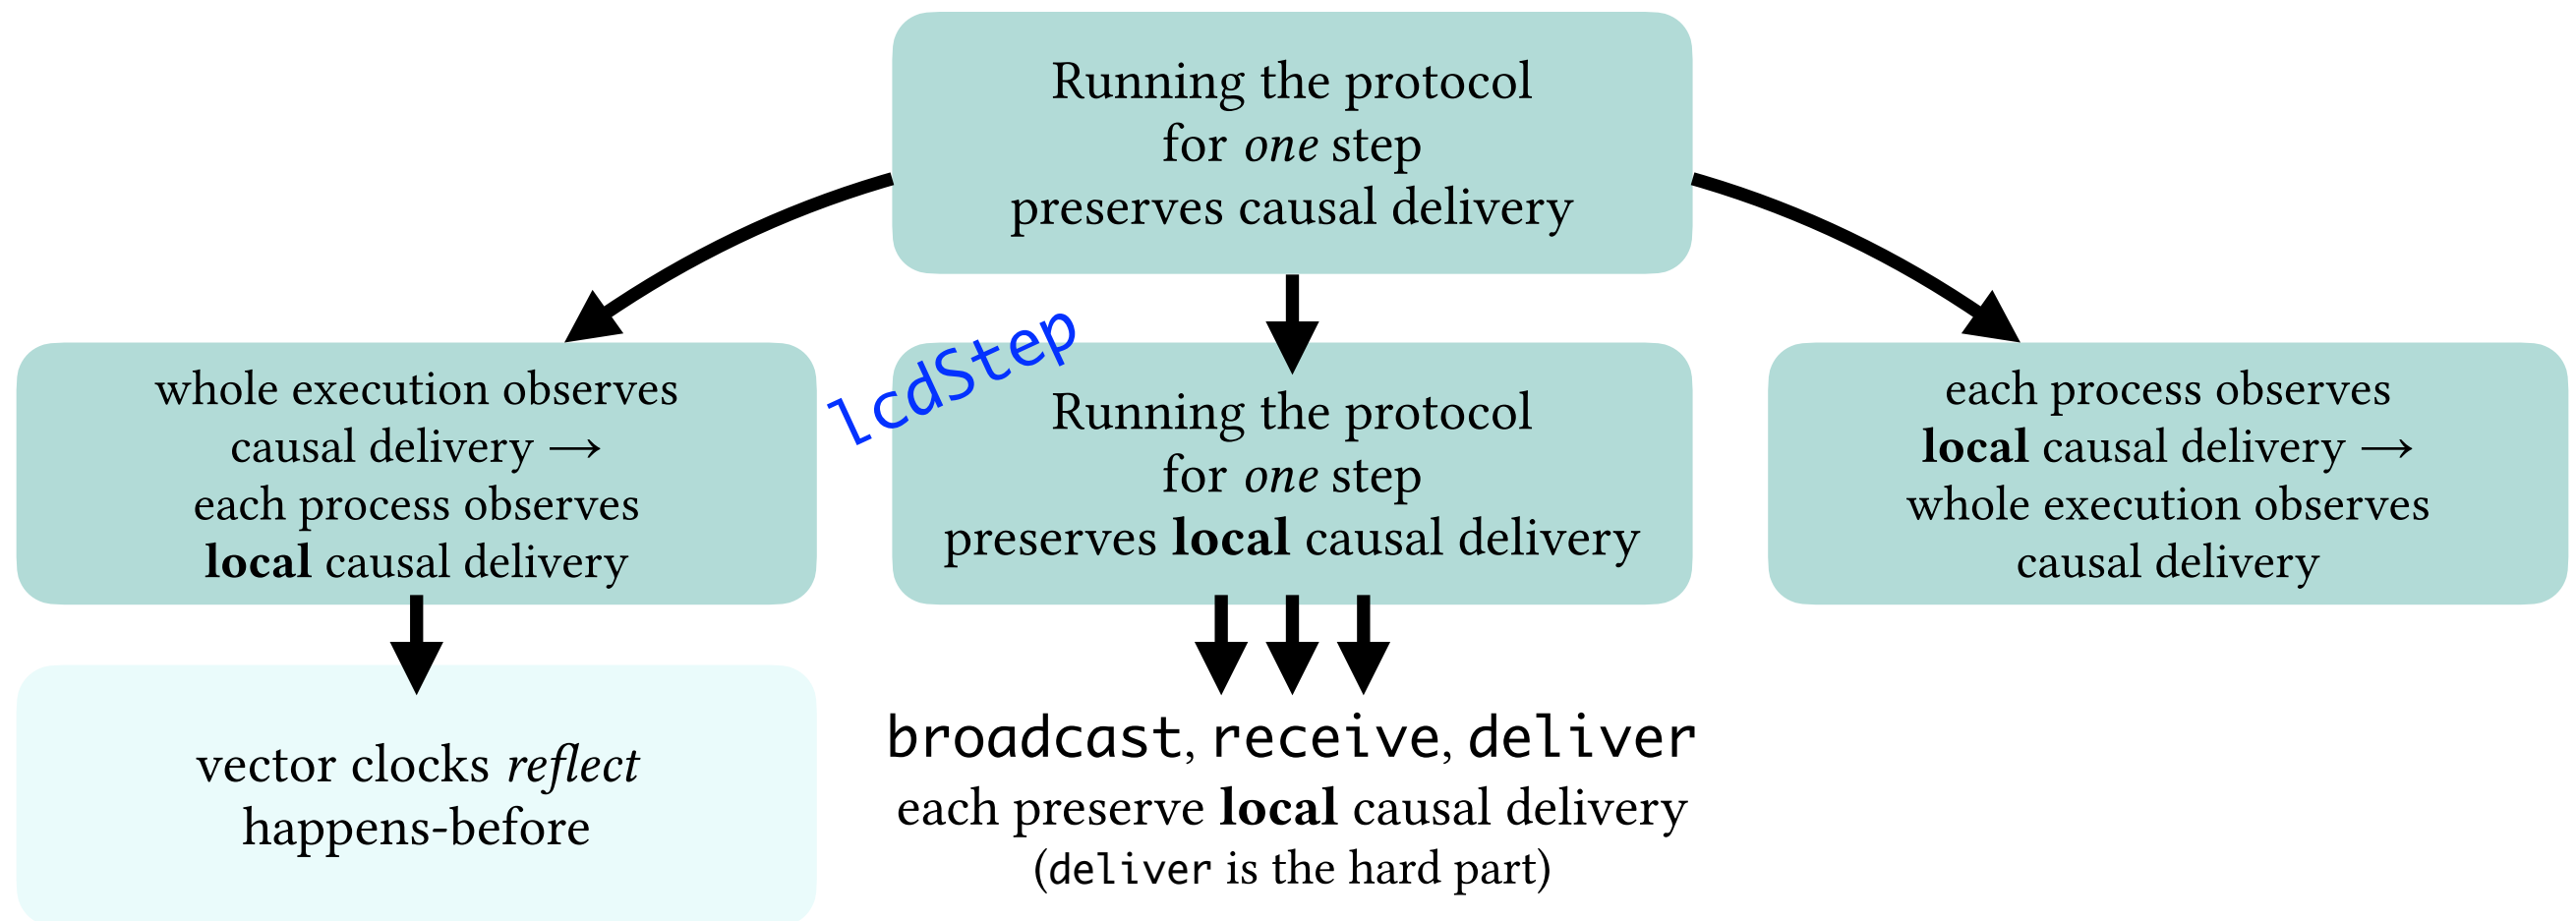 Running the protocol
for one step
preserves causal delivery
whole execution observes
causal delivery →
each process observes
local causal delivery
lcdStep
Running the protocol
for one step
preserves local causal delivery
each process observes
local causal delivery →
whole execution observes
causal delivery
vector clocks reflect
happens-before
broadcast, receive, deliver
each preserve local causal delivery
(deliver is the hard part)